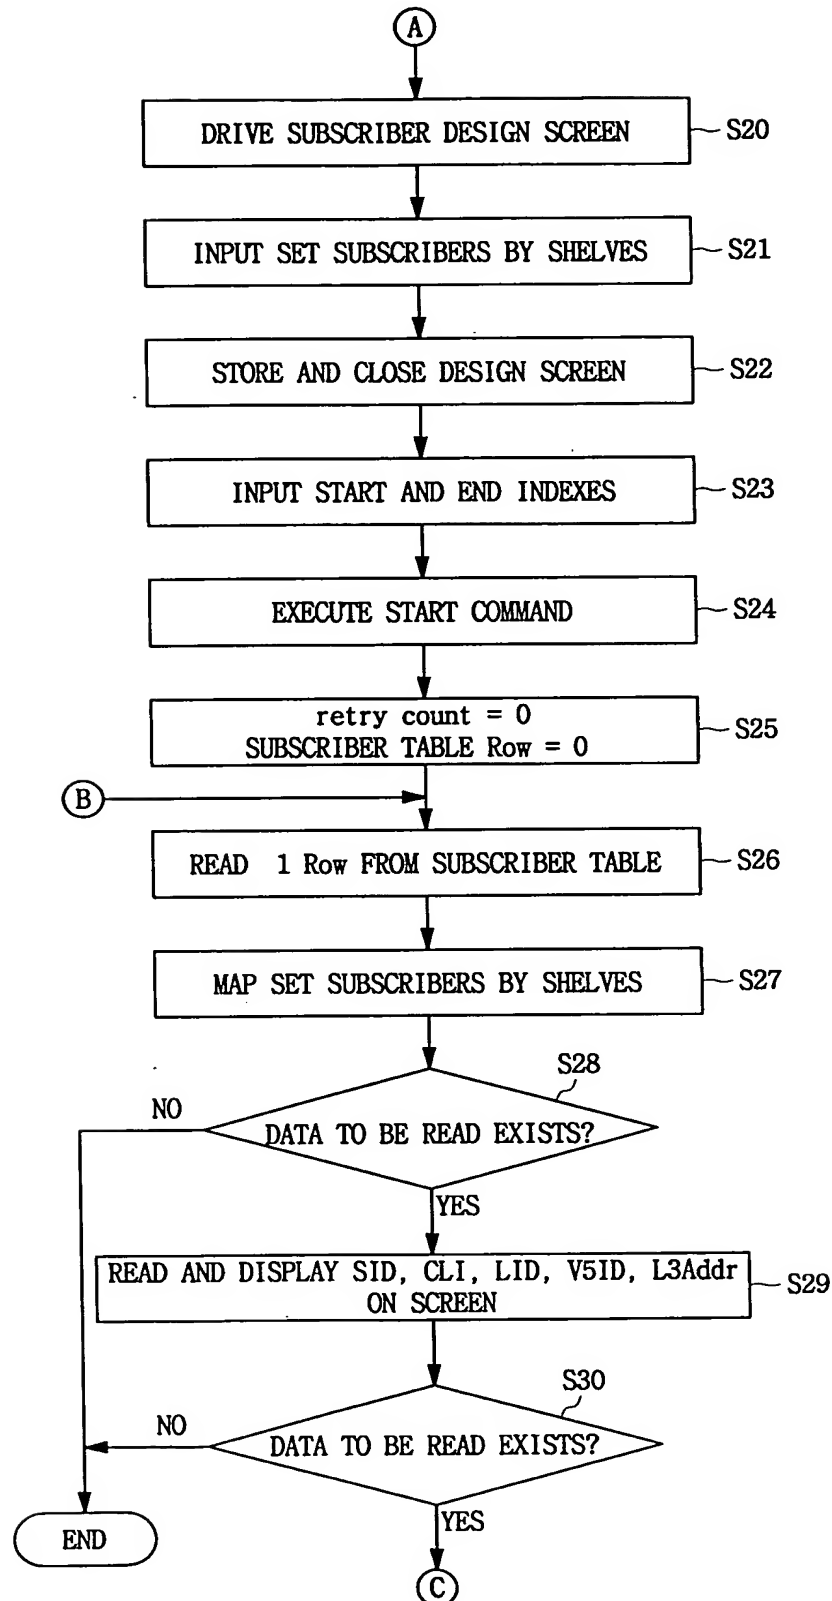 A
DRIVE SUBSCRIBER DESIGN SCREEN
S20
INPUT SET SUBSCRIBERS BY SHELVES
S21
STORE AND CLOSE DESIGN SCREEN
S22
INPUT START AND END INDEXES
S23
EXECUTE START COMMAND
S24
retry count = 0
SUBSCRIBER TABLE Row = 0
S25
B
READ 1 Row FROM SUBSCRIBER TABLE
S26
MAP SET SUBSCRIBERS BY SHELVES
S27
S28
NO
DATA TO BE READ EXISTS?
YES
READ AND DISPLAY SID, CLI, LID, V5ID, L3Addr
ON SCREEN
S29
S30
NO
DATA TO BE READ EXISTS?
YES
END
C